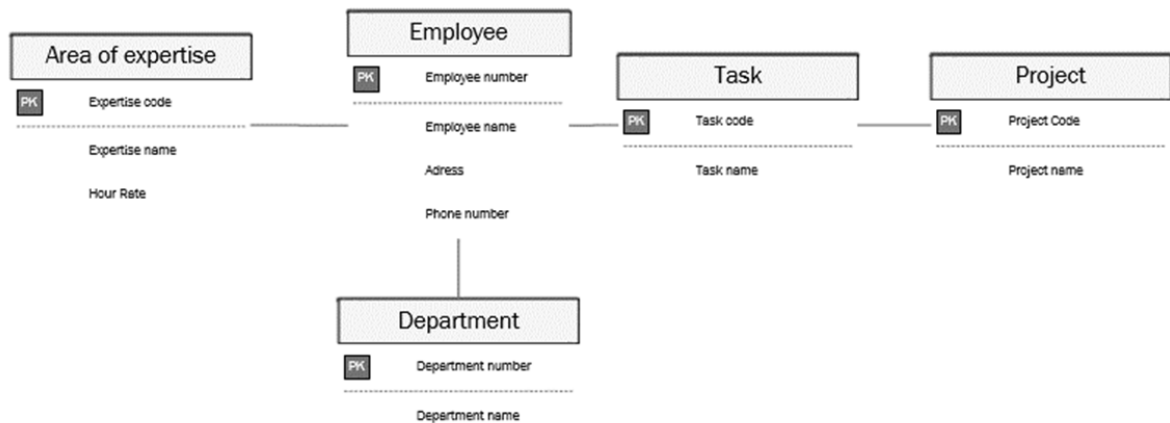 Area of expertise
PK Expertise code
Expertise name
Hour Rate
Employee
PK Employee number
Employee name
Adress
Phone number
Task
PK Task code
Task name
Project
PK Project Code
Project name
Department
PK Department number
Department name